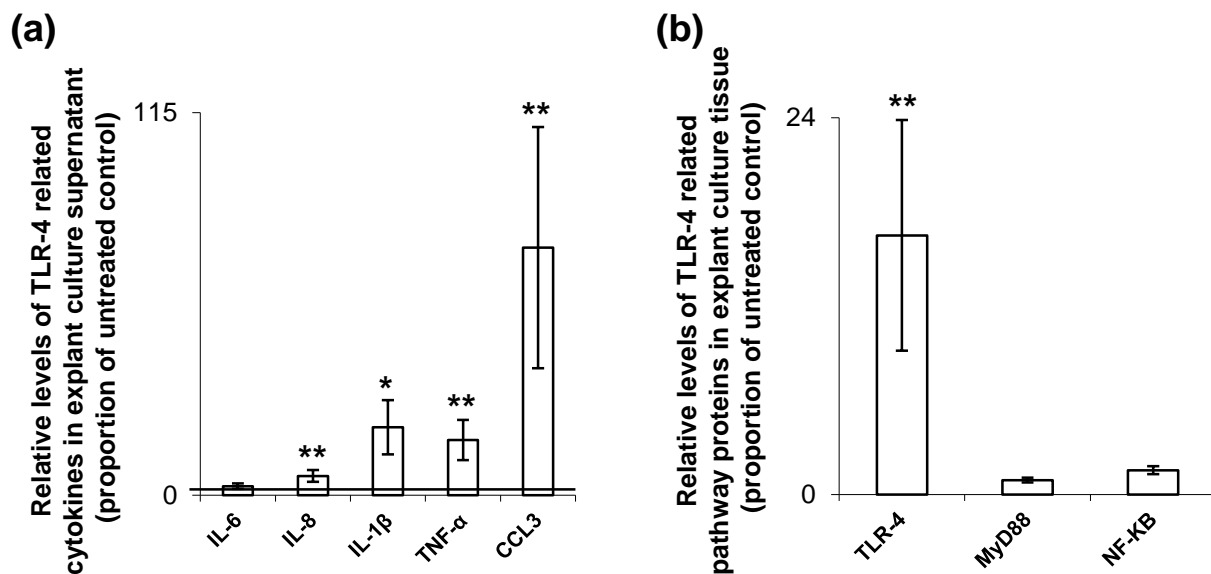 (a)
Relative levels of TLR-4 related
cytokines in explant culture supernatant
(proportion of untreated control)
115
0
**
*
**
**
IL-6
IL-8
IL-1β
TNF-α
CCL3
(b)
Relative levels of TLR-4 related
pathway proteins in explant culture tissue
(proportion of untreated control)
24
0
**
TLR-4
MyD88
NF-KB